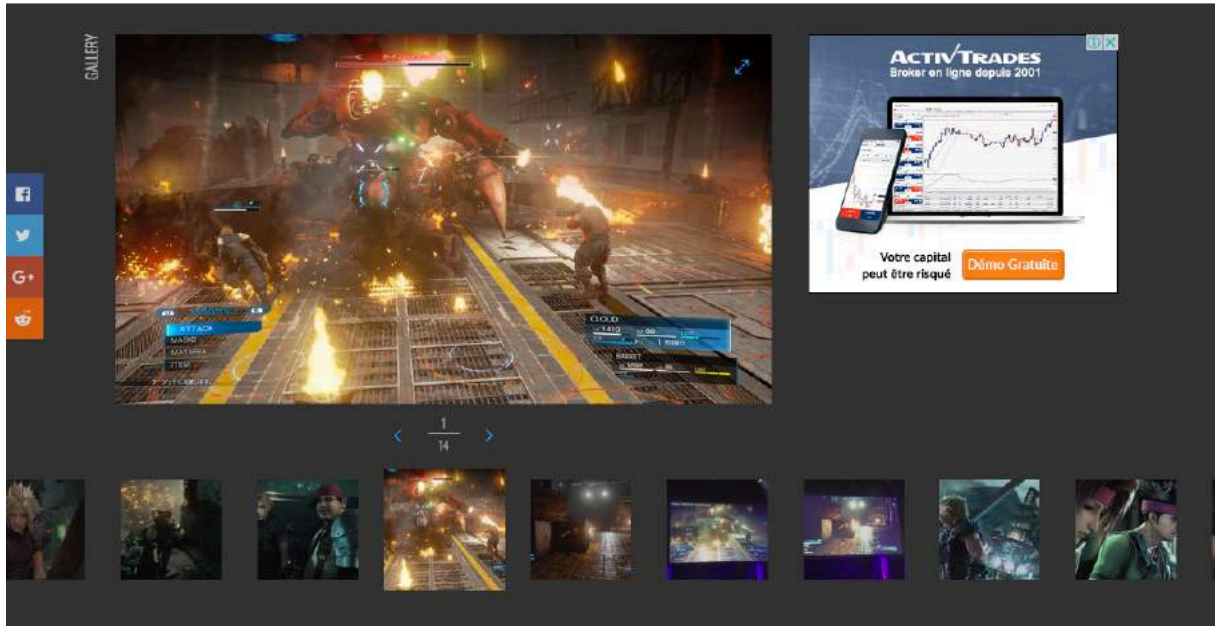 GALLERY
ACTIVTRADES
Broker en ligne depuis 2001
Votre capital
peut être risqué
Démo Gratuite
G+
ATTACK
MAGIC
MATERIA
ITEM
CLOUD
1410
BARRET
1
14